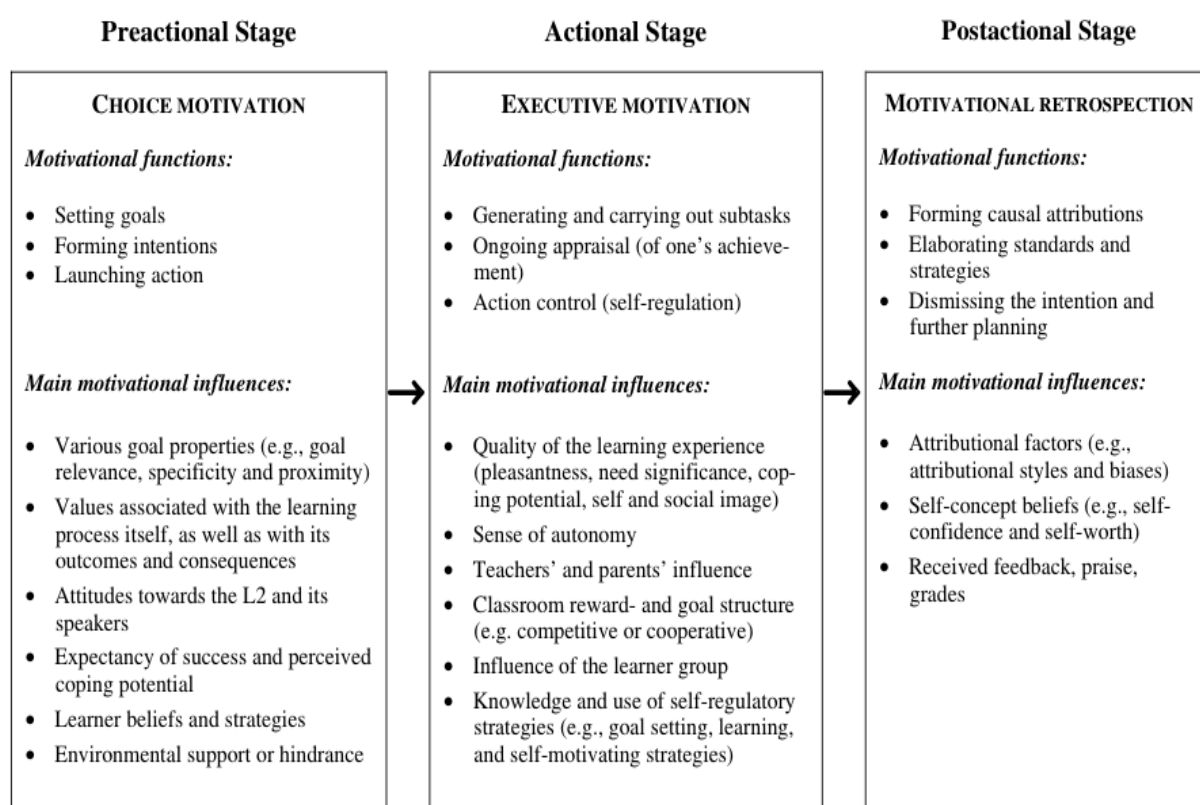 Preactional Stage
CHOICE MOTIVATION
Motivational functions:
• Setting goals
• Forming intentions
• Launching action
Main motivational influences:
• Various goal properties (e.g., goal
relevance, specificity and proximity)
• Values associated with the learning
process itself, as well as with its
outcomes and consequences
• Attitudes towards the L2 and its
speakers
• Expectancy of success and perceived
coping potential
• Learner beliefs and strategies
• Environmental support or hindrance
Actional Stage
EXECUTIVE MOTIVATION
Motivational functions:
• Generating and carrying out subtasks
• Ongoing appraisal (of one's achieve-
ment)
• Action control (self-regulation)
Main motivational influences:
• Quality of the learning experience
(pleasantness, need significance, cop-
ing potential, self and social image)
• Sense of autonomy
• Teachers' and parents' influence
• Classroom reward- and goal structure
(e.g. competitive or cooperative)
• Influence of the learner group
• Knowledge and use of self-regulatory
strategies (e.g., goal setting, learning,
and self-motivating strategies)
Postactional Stage
MOTIVATIONAL RETROSPECTION
Motivational functions:
• Forming causal attributions
• Elaborating standards and
strategies
• Dismissing the intention and
further planning
Main motivational influences:
• Attributional factors (e.g.,
attributional styles and biases)
• Self-concept beliefs (e.g., self-
confidence and self-worth)
• Received feedback, praise,
grades